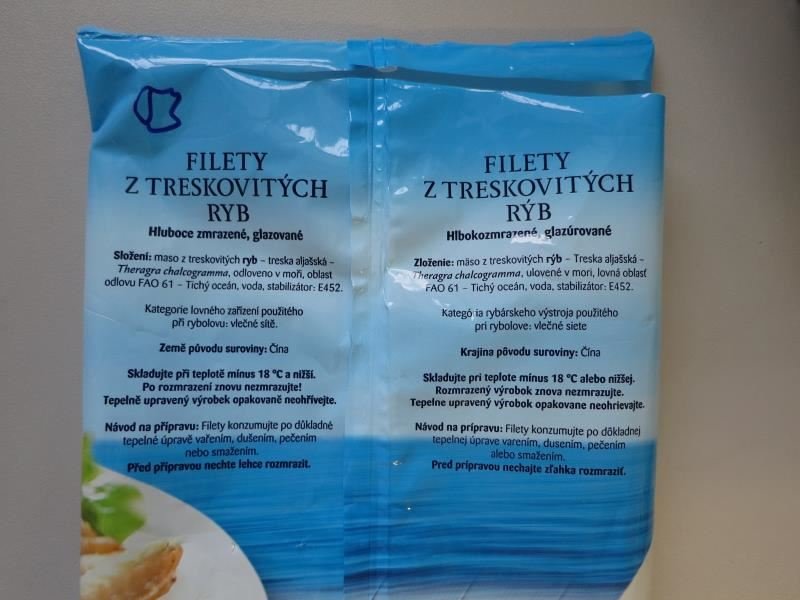 FILETY
Z TRESKOVITÝCH
RYB
Hluboce zmrazené, glazované
Složení: maso z treskovitých ryb – treska aljašská –
Theragra chalcogramma, odloveno v moři, oblast
odlovu FAO 61 – Tichý oceán, voda, stabilizátor: E452.
Kategorie lovného zařízení použitého
při rybolovu: vlečné sítě.
Země původu suroviny: Čína
Skladujte při teplotě mínus 18 °C a nižší.
Po rozmrazení znovu nezmrazujte!
Tepelně upravený výrobek opakovaně neohřívejte.
Návod na přípravu: Filety konzumujte po důkladné
tepelné úpravě vařením, dušením, pečením
nebo smažením.
Před přípravou nechte lehce rozmrazit.
FILETY
Z TRESKOVITÝCH
RÝB
Hlbokozmrazené, glazúrované
Zloženie: mäso z treskovitých rýb – Treska aljašská –
Theragra chalcogramma, ulovené v mori, lovná oblasť
FAO 61 – Tichý oceán, voda, stabilizátor: E452.
Kategória rybárskeho výstroja použitého
pri rybolove: vlečné siete
Krajina pôvodu suroviny: Čína
Skladujte pri teplote mínus 18 °C alebo nižšej.
Rozmrazený výrobok znova nezmrazujte.
Tepelne upravený výrobok opakovane neohrievajte.
Návod na prípravu: Filety konzumujte po dôkladnej
tepelnej úprave varením, dusením, pečením
alebo smažením.
Pred prípravou nechajte zľahka rozmraziť.